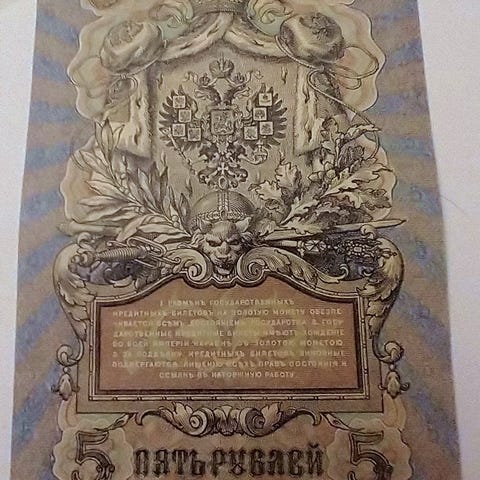 1 РАЗМѢНЪ ГОСУДАРСТВЕННЫХЪ
КРЕДИТНЫХЪ БИЛЕТОВЪ НА ЗОЛОТУЮ МОНЕТУ ОБЕЗПЕ-
ЧИВАЕТСЯ ВСѢМЪ ДОСТОЯНІЕМЪ ГОСУДАРСТВА. 2. ГОСУ-
ДАРСТВЕННЫЕ КРЕДИТНЫЕ БИЛЕТЫ ИМѢЮТЪ ХОЖДЕНІЕ
ВО ВСЕЙ ИМПЕРІИ НАРАВНѢ СЪ ЗОЛОТОЮ МОНЕТОЮ.
3. ЗА ПОДДѢЛКУ КРЕДИТНЫХЪ БИЛЕТОВЪ ВИНОВНЫЕ
ПОДВЕРГАЮТСЯ ЛИШЕНІЮ ВСѢХЪ ПРАВЪ СОСТОЯНІЯ И
ССЫЛКѢ ВЪ КАТОРЖНУЮ РАБОТУ.
5 ПЯТЬ РУБЛЕЙ 5